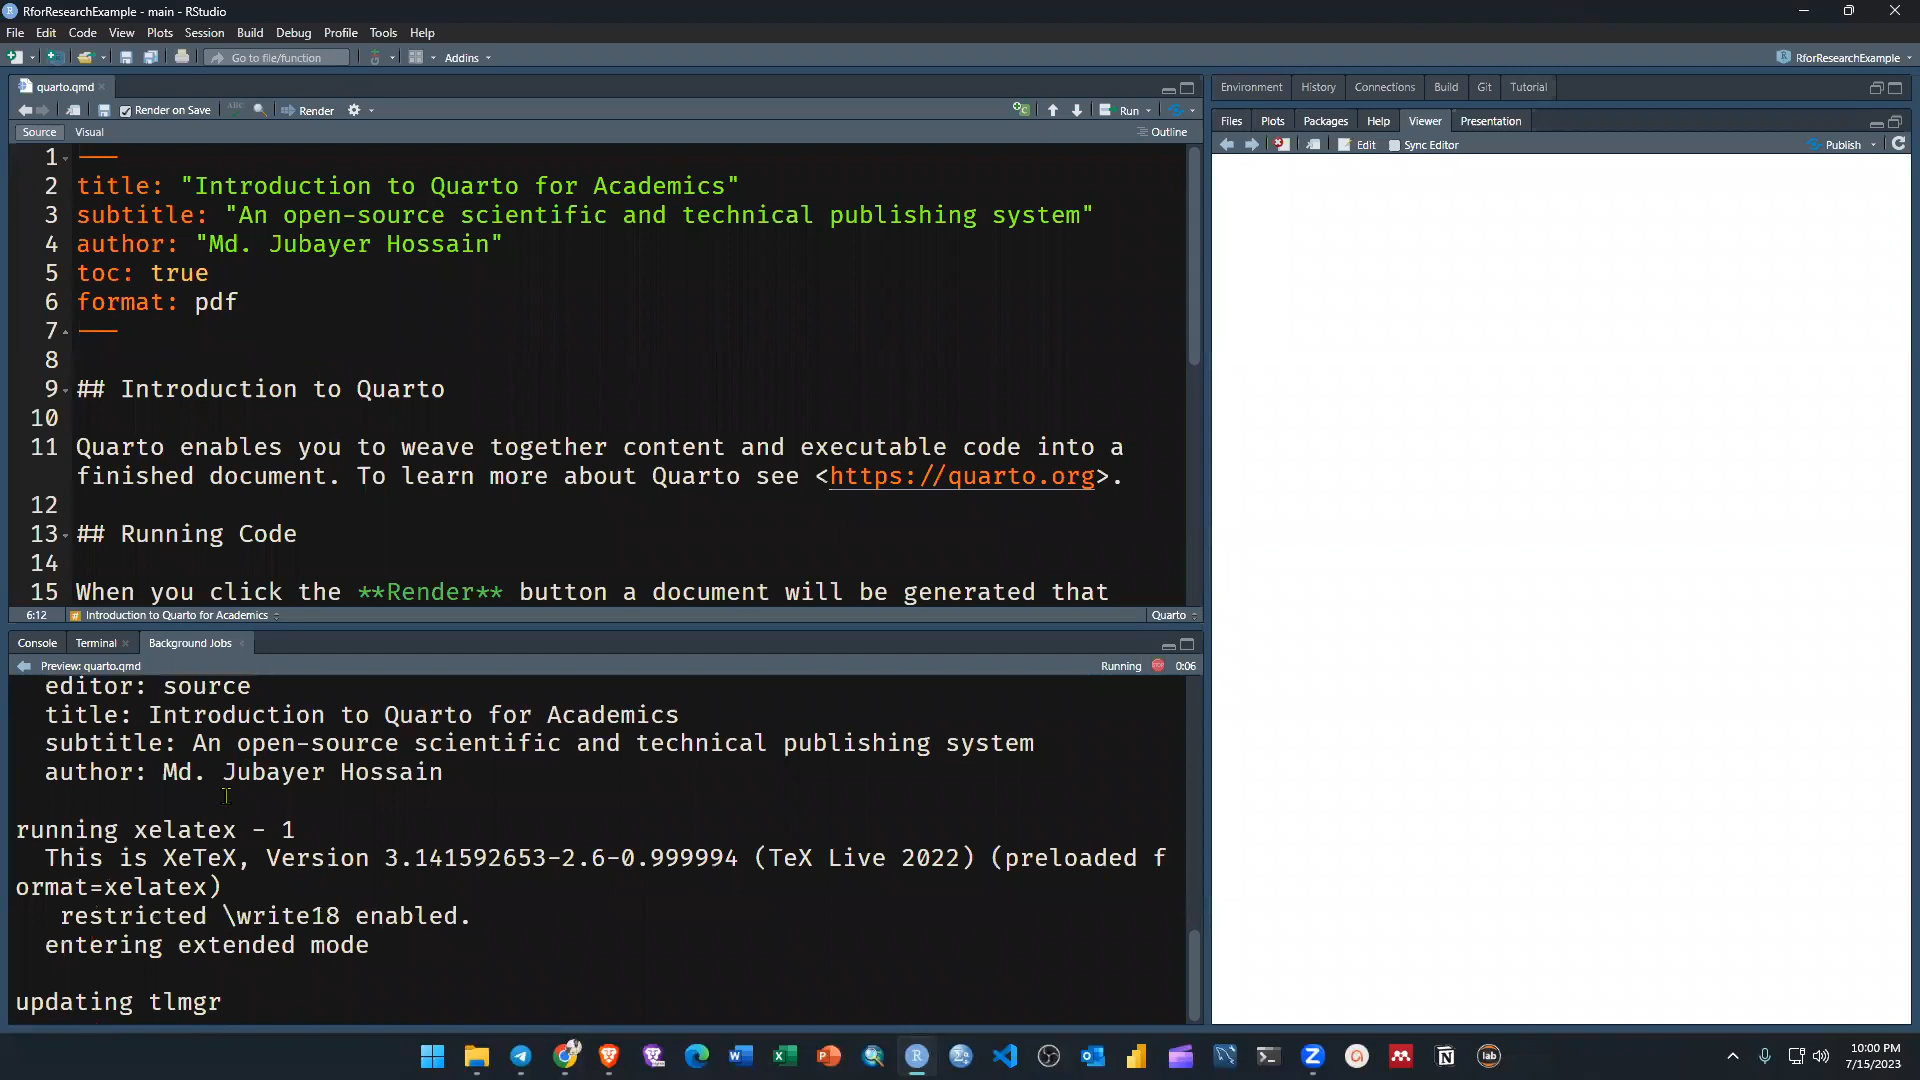 RforResearchExample - main - RStudio
File Edit Code View Plots Session Build Debug Profile Tools Help
Go to file/function Addins RforResearchExample
quarto.qmd
Render on Save ABC Render Run
Source Visual Outline
1 ---
2 title: "Introduction to Quarto for Academics"
3 subtitle: "An open-source scientific and technical publishing system"
4 author: "Md. Jubayer Hossain"
5 toc: true
6 format: pdf
7 ---
8
9 ## Introduction to Quarto
10
11 Quarto enables you to weave together content and executable code into a
finished document. To learn more about Quarto see <https://quarto.org>.
12
13 ## Running Code
14
15 When you click the **Render** button a document will be generated that
6:12 Introduction to Quarto for Academics Quarto
Console Terminal Background Jobs
Preview: quarto.qmd Running STOP 0:06
editor: source
title: Introduction to Quarto for Academics
subtitle: An open-source scientific and technical publishing system
author: Md. Jubayer Hossain
running xelatex - 1
This is XeTeX, Version 3.141592653-2.6-0.999994 (TeX Live 2022) (preloaded f
ormat=xelatex)
restricted \write18 enabled.
entering extended mode
updating tlmgr
Environment History Connections Build Git Tutorial
Files Plots Packages Help Viewer Presentation
Edit Sync Editor Publish
lab
10:00 PM
7/15/2023